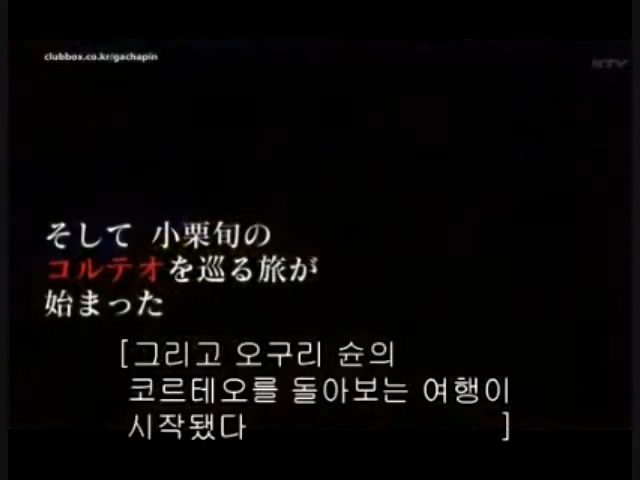 clubbox.co.kr/gachapin
そして 小栗旬の
コルテオを巡る旅が
始まった
[그리고 오구리 슌의
코르테오를 돌아보는 여행이
시작됐다 ]